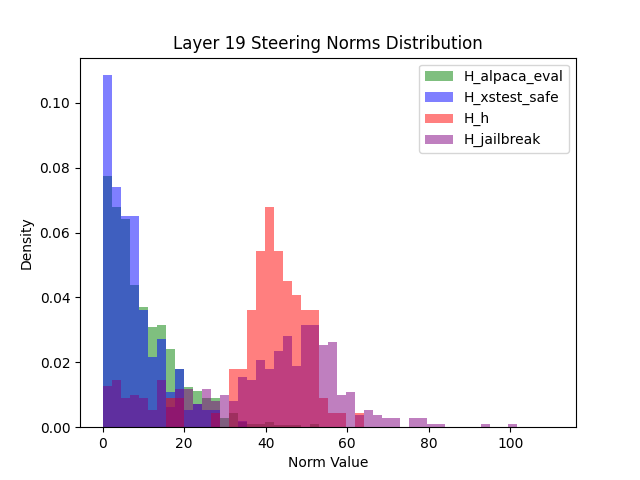 Layer 19 Steering Norms Distribution
H_alpaca_eval
H_xstest_safe
H_h
H_jailbreak
Density
0.10
0.08
0.06
0.04
0.02
0.00
0 20 40 60 80 100
Norm Value